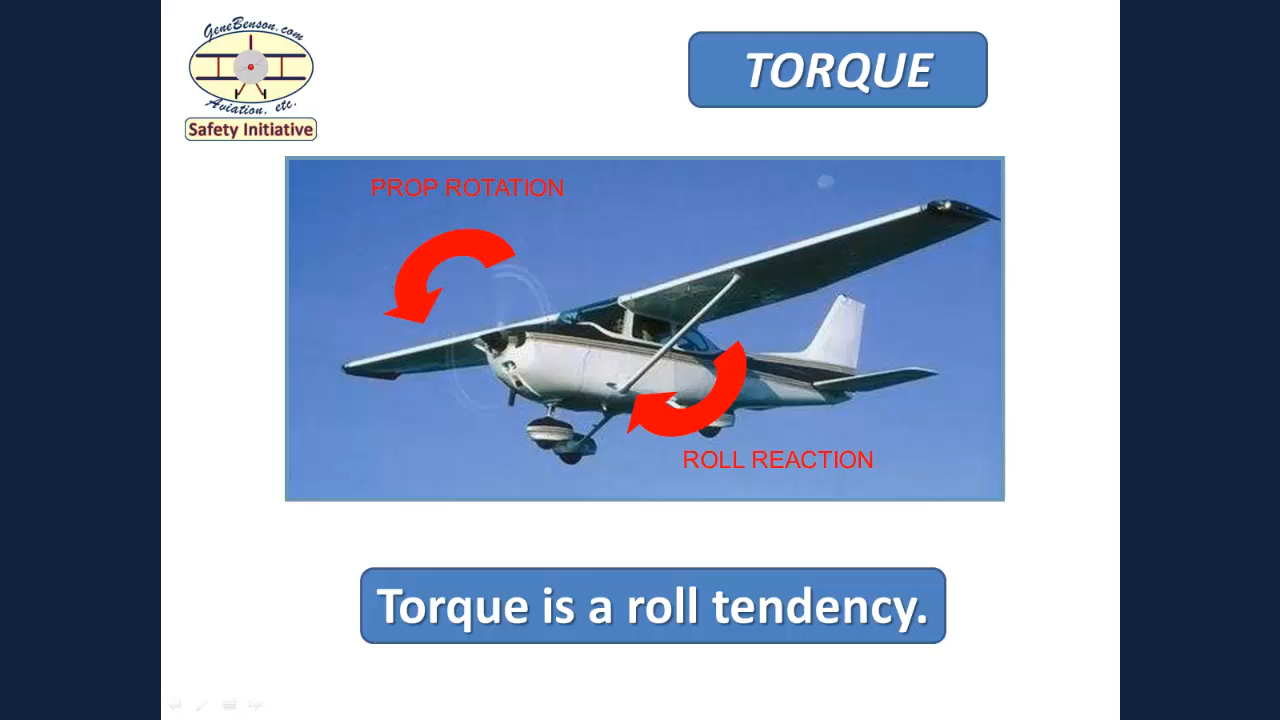 GeneBenson.com
Aviation, etc.
Safety Initiative
TORQUE
PROP ROTATION
ROLL REACTION
Torque is a roll tendency.